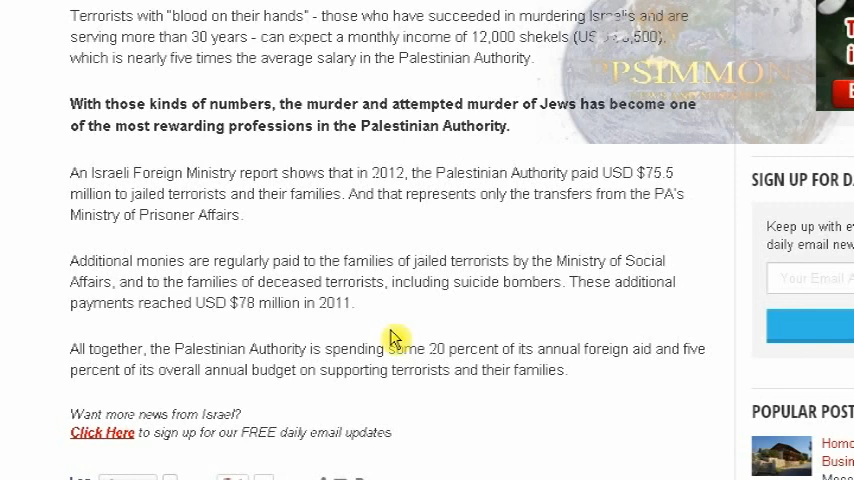 Terrorists with "blood on their hands" - those who have succeeded in murdering Israelis and are
serving more than 30 years - can expect a monthly income of 12,000 shekels (US ,500),
which is nearly five times the average salary in the Palestinian Authority.
PPSIMMONS
With those kinds of numbers, the murder and attempted murder of Jews has become one
of the most rewarding professions in the Palestinian Authority.
An Israeli Foreign Ministry report shows that in 2012, the Palestinian Authority paid USD $75.5
million to jailed terrorists and their families. And that represents only the transfers from the PA's
Ministry of Prisoner Affairs.
Additional monies are regularly paid to the families of jailed terrorists by the Ministry of Social
Affairs, and to the families of deceased terrorists, including suicide bombers. These additional
payments reached USD $78 million in 2011.
All together, the Palestinian Authority is spending some 20 percent of its annual foreign aid and five
percent of its overall annual budget on supporting terrorists and their families.
Want more news from Israel?
Click Here to sign up for our FREE daily email updates
SIGN UP FOR D
Keep up with
daily email new
Your Email A
POPULAR POST
Homo
Busin